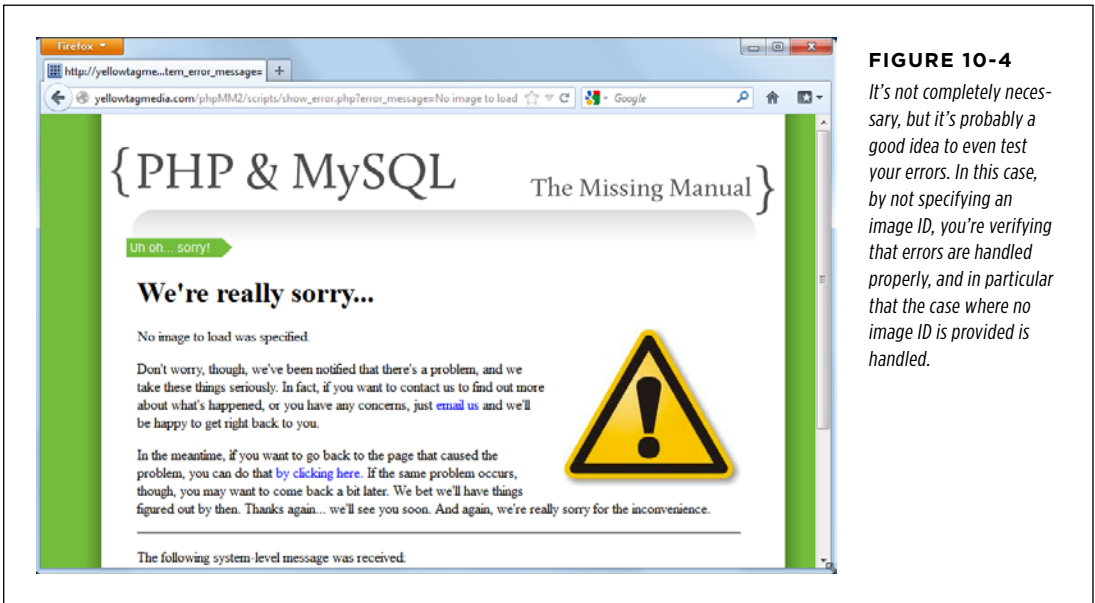 Firefox
http://yellowtagme...tem_error_message= +
yellowtagmedia.com/phpMM2/scripts/show_error.php?error_message=No image to load
Google
{PHP & MySQL
The Missing Manual}
Uh oh... sorry!
We're really sorry...
No image to load was specified.
Don't worry, though, we've been notified that there's a problem, and we
take these things seriously. In fact, if you want to contact us to find out more
about what's happened, or you have any concerns, just email us and we'll
be happy to get right back to you.
In the meantime, if you want to go back to the page that caused the
problem, you can do that by clicking here. If the same problem occurs,
though, you may want to come back a bit later. We bet we'll have things
figured out by then. Thanks again... we'll see you soon. And again, we're really sorry for the inconvenience.
The following system-level message was received:
FIGURE 10-4
It's not completely neces-
sary, but it's probably a
good idea to even test
your errors. In this case,
by not specifying an
image ID, you're verifying
that errors are handled
properly, and in particular
that the case where no
image ID is provided is
handled.